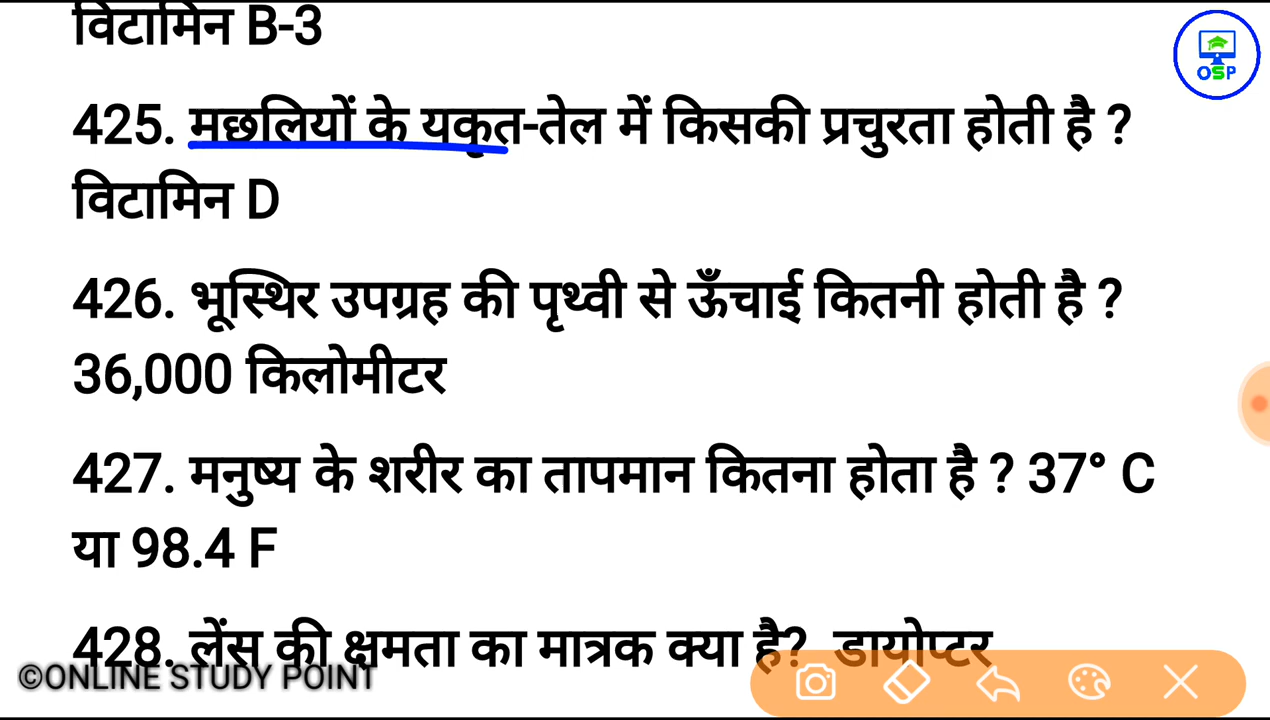 विटामिन B-3
OSP
425. मछलियों के यकृत-तेल में किसकी प्रचुरता होती है ?
विटामिन D
426. भूस्थिर उपग्रह की पृथ्वी से ऊँचाई कितनी होती है ?
36,000 किलोमीटर
427. मनुष्य के शरीर का तापमान कितना होता है ? 37° C
या 98.4 F
428. लेंस की क्षमता का मात्रक क्या है? डायोप्टर
©ONLINE STUDY POINT